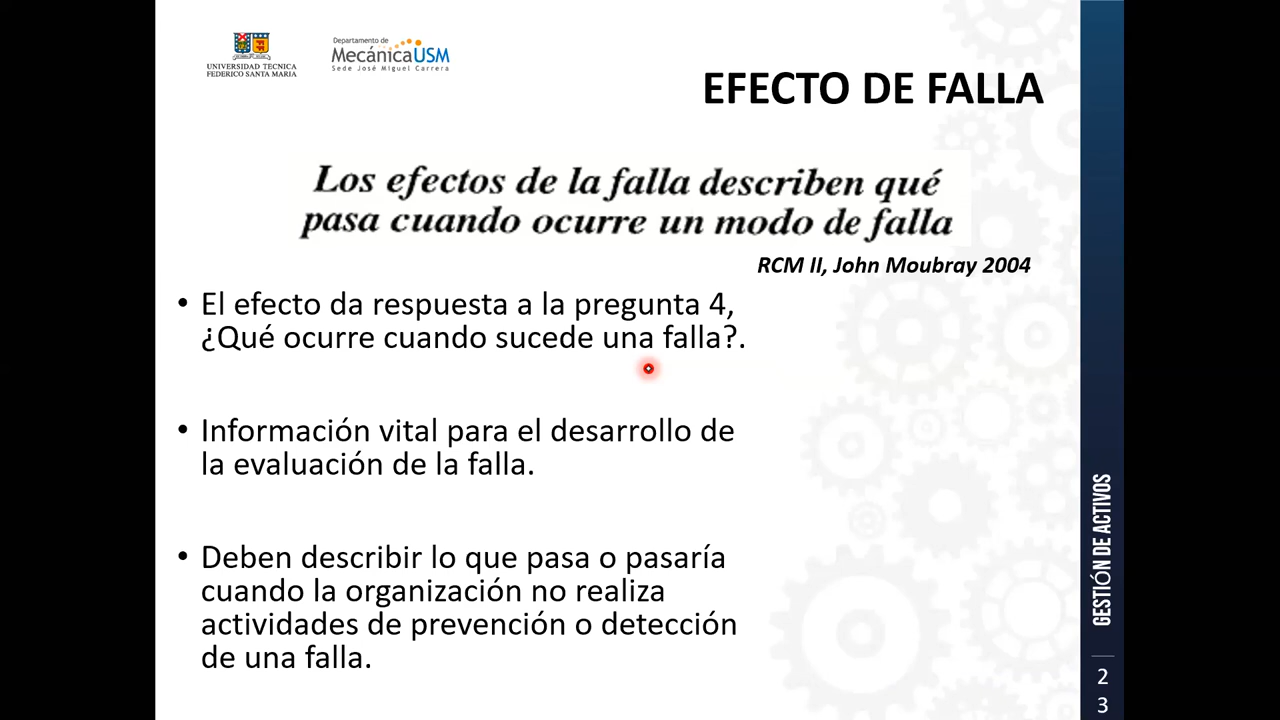 UNIVERSIDAD TECNICA
FEDERICO SANTA MARIA
Departamento de
MecánicaUSM
Sede José Miguel Carrera
EFECTO DE FALLA
Los efectos de la falla describen qué
pasa cuando ocurre un modo de falla
RCM II, John Moubray 2004
• El efecto da respuesta a la pregunta 4,
¿Qué ocurre cuando sucede una falla?.
• Información vital para el desarrollo de
la evaluación de la falla.
• Deben describir lo que pasa o pasaría
cuando la organización no realiza
actividades de prevención o detección
de una falla.
GESTIÓN DE ACTIVOS
2
3